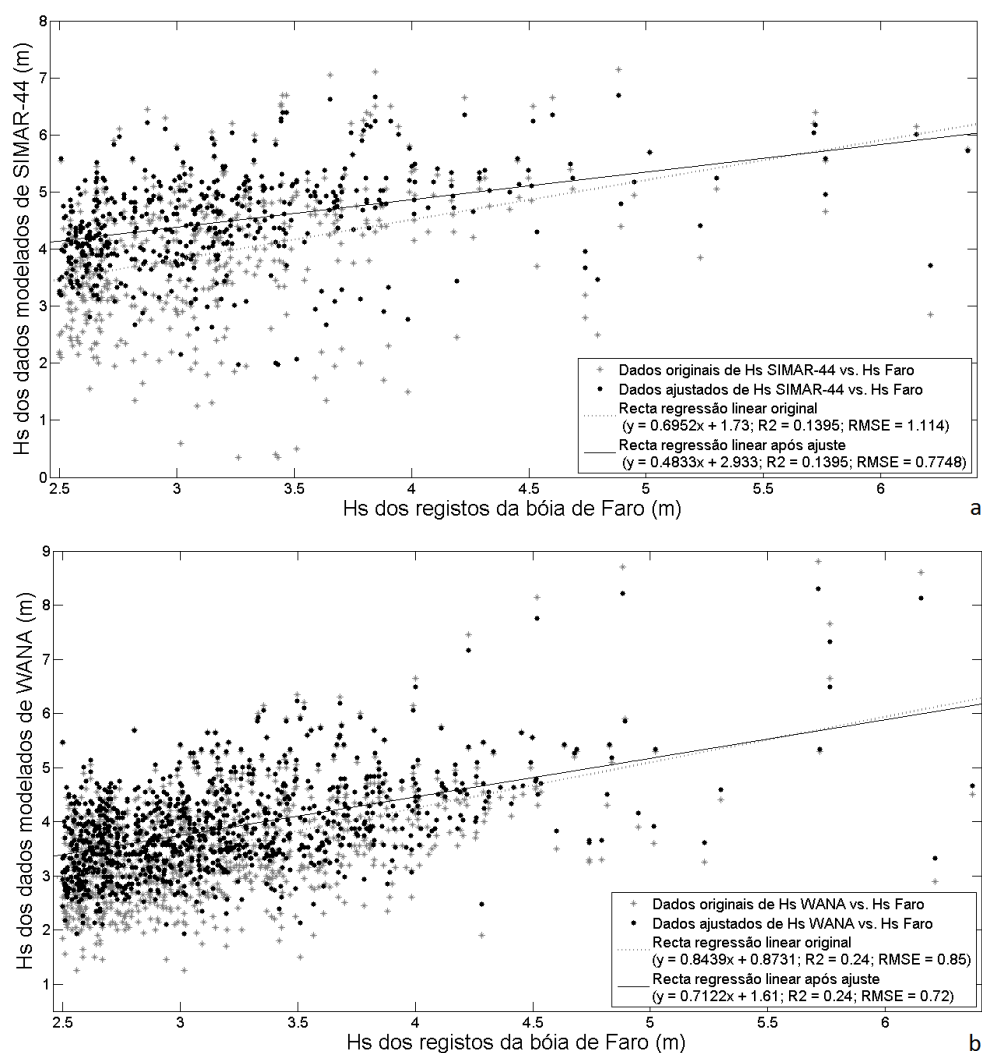 8
7
6
5
4
3
2
1
0
Hs dos dados modelados de SIMAR-44 (m)
Dados originais de Hs SIMAR-44 vs. Hs Faro
Dados ajustados de Hs SIMAR-44 vs. Hs Faro
Recta regressão linear original
(y = 0.6952x + 1.73; R2 = 0.1395; RMSE = 1.114)
Recta regressão linear após ajuste
(y = 0.4833x + 2.933; R2 = 0.1395; RMSE = 0.7748)
2.5 3 3.5 4 4.5 5 5.5 6
Hs dos registos da bóia de Faro (m)
a
9
8
7
6
5
4
3
2
1
Hs dos dados modelados de WANA (m)
Dados originais de Hs WANA vs. Hs Faro
Dados ajustados de Hs WANA vs. Hs Faro
Recta regressão linear original
(y = 0.8439x + 0.8731; R2 = 0.24; RMSE = 0.85)
Recta regressão linear após ajuste
(y = 0.7122x + 1.61; R2 = 0.24; RMSE = 0.72)
2.5 3 3.5 4 4.5 5 5.5 6
Hs dos registos da bóia de Faro (m)
b